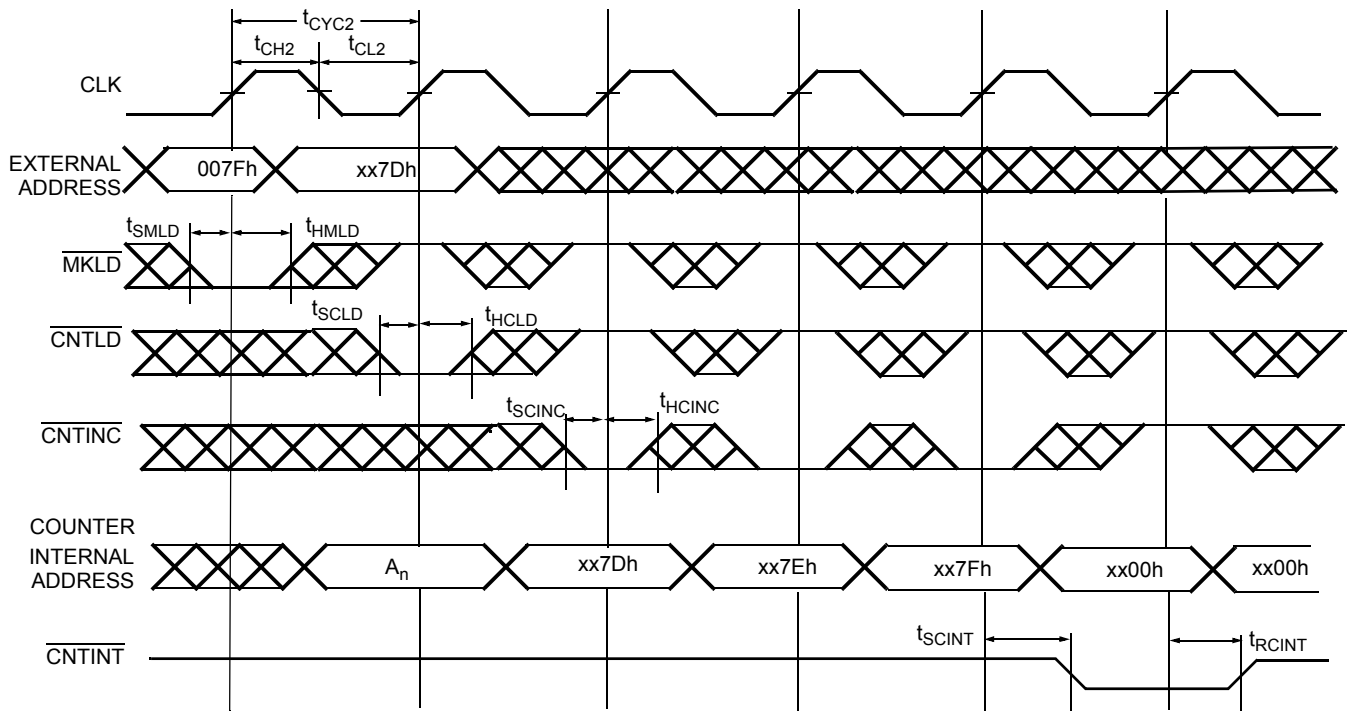 tCYC2
tCH2 tCL2
CLK
EXTERNAL
ADDRESS
007Fh xx7Dh
tSMLD tHMLD
MKLD
tSCLD tHCLD
CNTLD
tSCINC tHCINC
CNTINC
COUNTER
INTERNAL
ADDRESS
An xx7Dh xx7Eh xx7Fh xx00h xx00h
tSCINT tRCINT
CNTINT